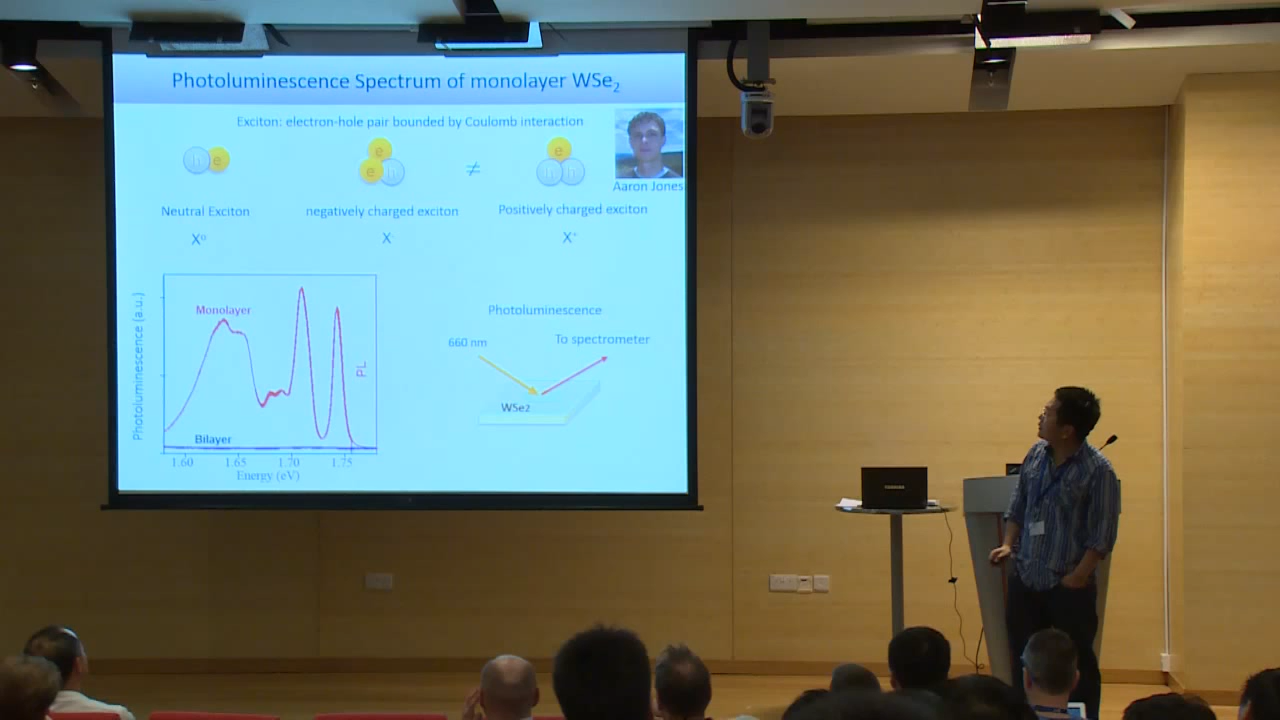 Photoluminescence Spectrum of monolayer WSe2
Exciton: electron-hole pair bounded by Coulomb interaction
h e
e
e h
≠
e
h h
Aaron Jones
Neutral Exciton
negatively charged exciton
Positively charged exciton
X⁰
X⁻
X⁺
Photoluminescence (a.u.)
Monolayer
PL
Bilayer
1.60 1.65 1.70 1.75
Energy (eV)
Photoluminescence
660 nm
To spectrometer
WSe2
TOSHIBA